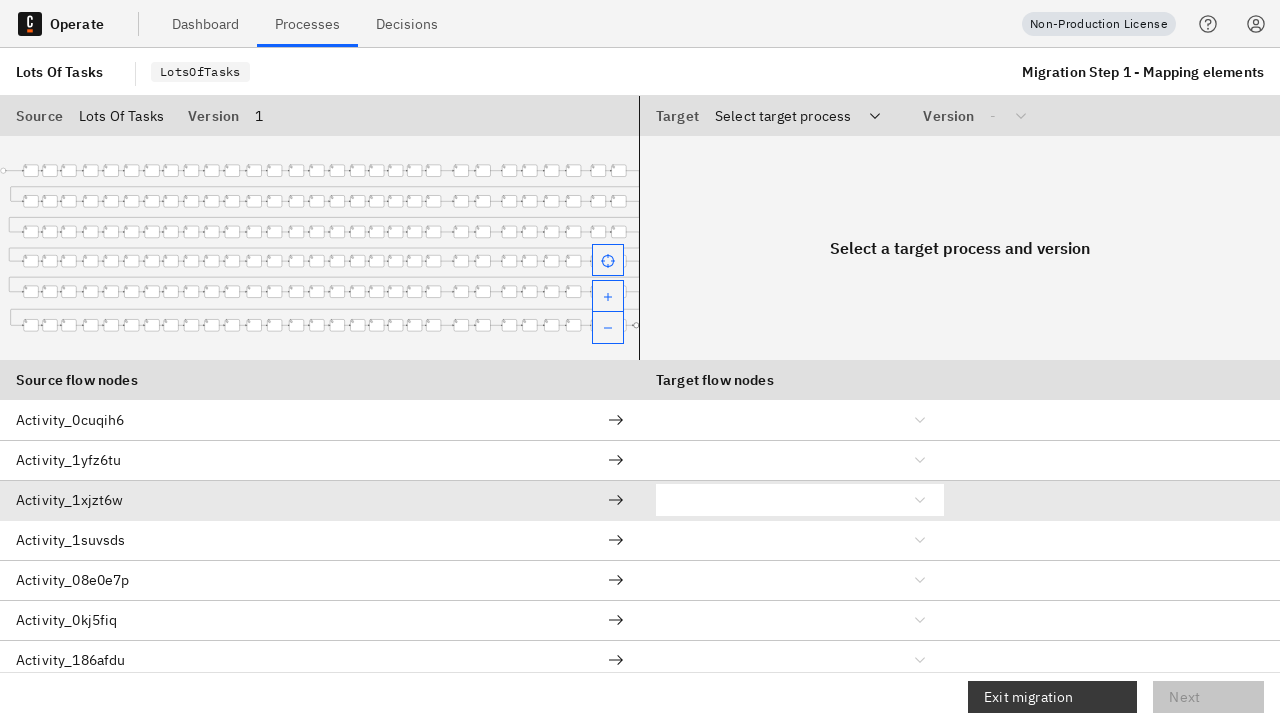 Operate
Dashboard
Processes
Decisions
Non-Production License
Lots Of Tasks
LotsOfTasks
Migration Step 1 - Mapping elements
Source Lots Of Tasks Version 1
Target Select target process Version -
Select a target process and version
Source flow nodes
Target flow nodes
Activity_0cuqih6
Activity_1yfz6tu
Activity_1xjzt6w
Activity_1suvsds
Activity_08e0e7p
Activity_0kj5fiq
Activity_186afdu
Exit migration
Next